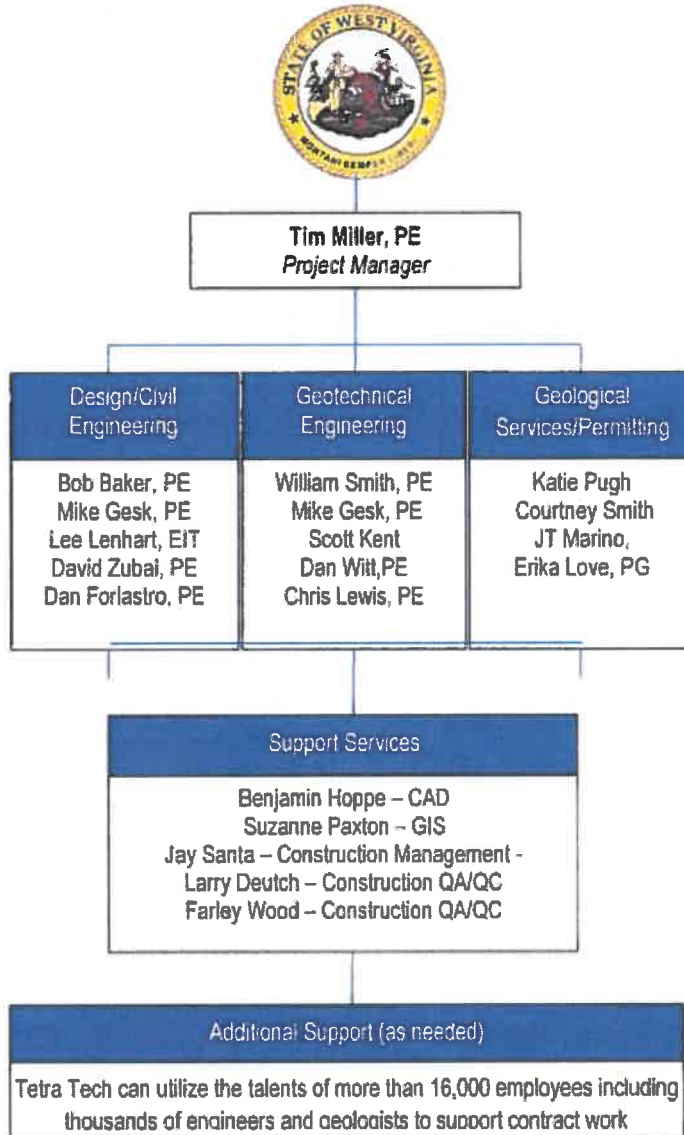 STATE OF WEST VIRGINIA
MONTANI SEMPER LIBERI
Tim Miller, PE
Project Manager
Design/Civil
Engineering
Bob Baker, PE
Mike Gesk, PE
Lee Lenhart, EIT
David Zubal, PE
Dan Forlastro, PE
Geotechnical
Engineering
William Smith, PE
Mike Gesk, PE
Scott Kent
Dan Witt,PE
Chris Lewis, PE
Geological
Services/Permitting
Katie Pugh
Courtney Smith
JT Marino,
Erika Love, PG
Support Services
Benjamin Hoppe – CAD
Suzanne Paxton – GIS
Jay Santa – Construction Management -
Larry Deutch – Construction QA/QC
Farley Wood – Construction QA/QC
Additional Support (as needed)
Tetra Tech can utilize the talents of more than 16,000 employees including
thousands of engineers and geologists to support contract work